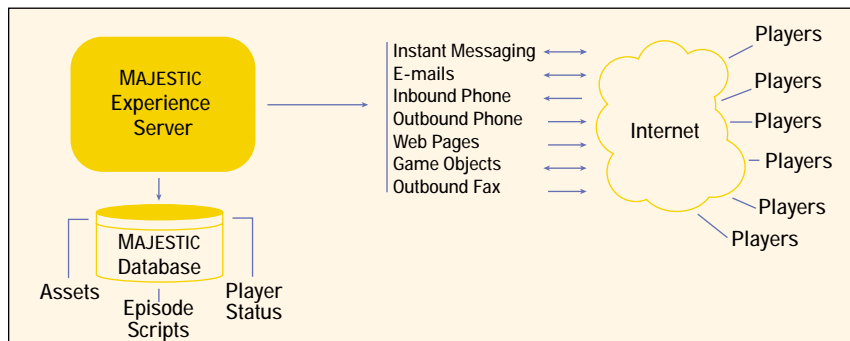 MAJESTIC
Experience
Server
Instant Messaging
E-mails
Inbound Phone
Outbound Phone
Web Pages
Game Objects
Outbound Fax
Internet
Players
Players
Players
Players
Players
Players
MAJESTIC
Database
Assets
Episode
Scripts
Player
Status